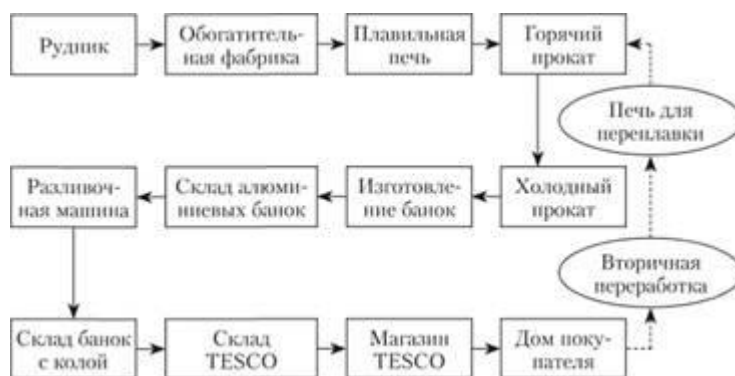 Рудник
Обогатитель-
ная фабрика
Плавильная
печь
Горячий
прокат
Печь для
переплавки
Разливоч-
ная машина
Склад алюми-
ниевых банок
Изготовле-
ние банок
Холодный
прокат
Вторичная
переработка
Склад банок
с колой
Склад
TESCO
Магазин
TESCO
Дом поку-
пателя